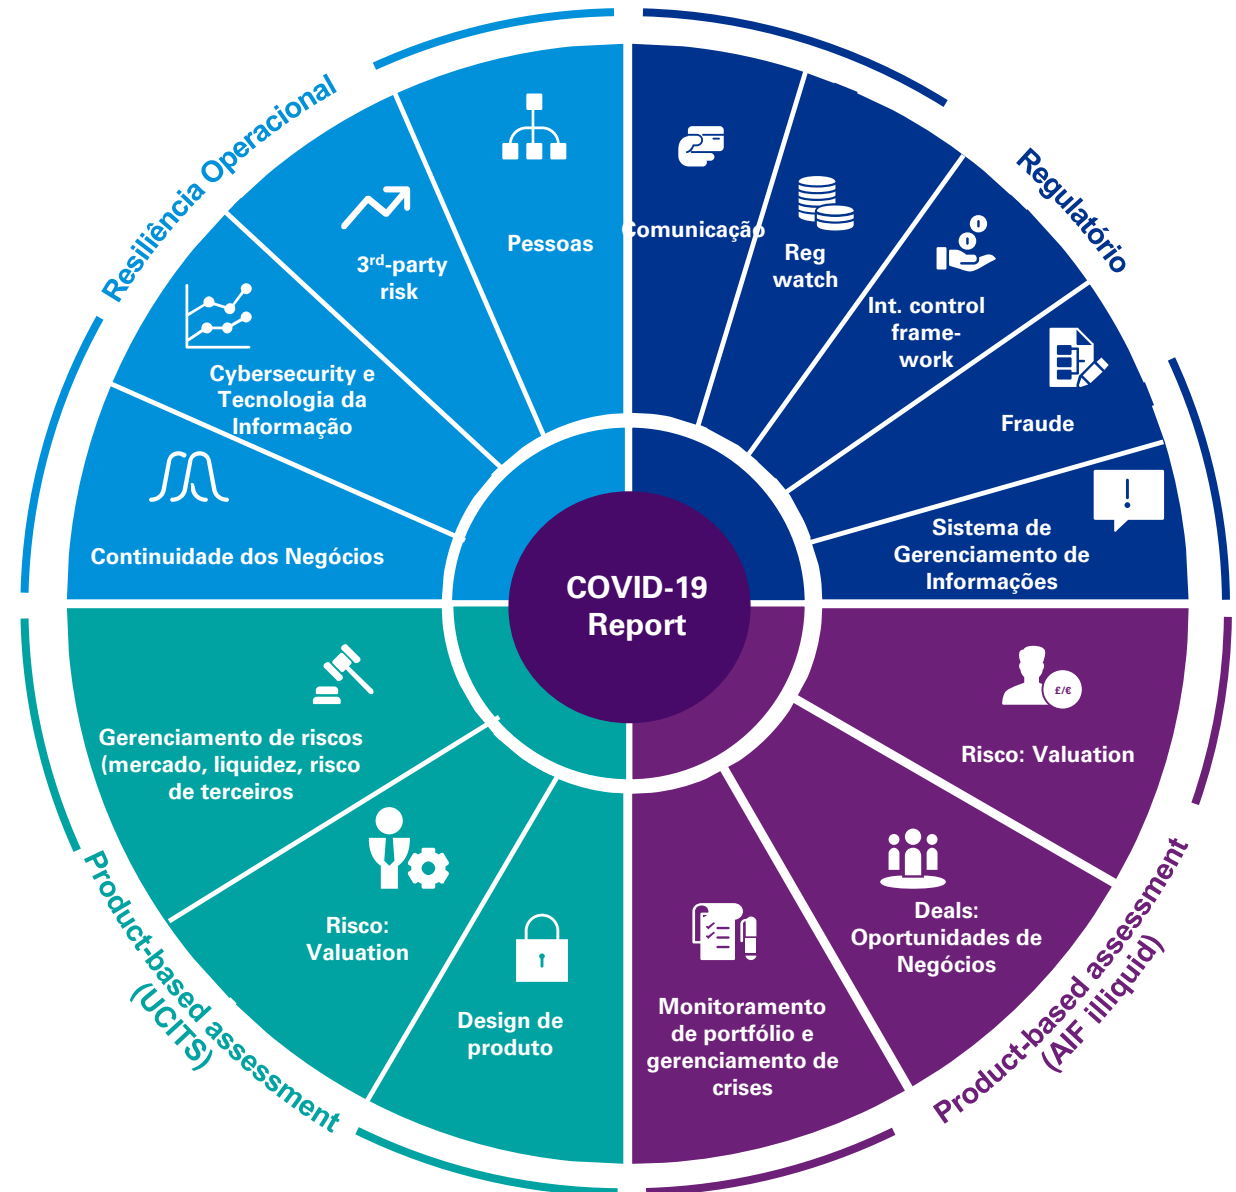 Resiliência Operacional
Regulatório
Pessoas
3rd-party
risk
Cybersecurity e
Tecnologia da
Informação
Continuidade dos Negócios
Comunicação
Reg
watch
Int. control
frame-
work
Fraude
!
Sistema de
Gerenciamento de
Informações
COVID-19
Report
Gerenciamento de riscos
(mercado, liquidez, risco
de terceiros
Risco:
Valuation
Design de
produto
£/€
Risco: Valuation
Deals:
Oportunidades de
Negócios
Monitoramento
de portfólio e
gerenciamento de
crises
Product-based assessment
(UCITS)
Product-based assessment
(AIF illiquid)